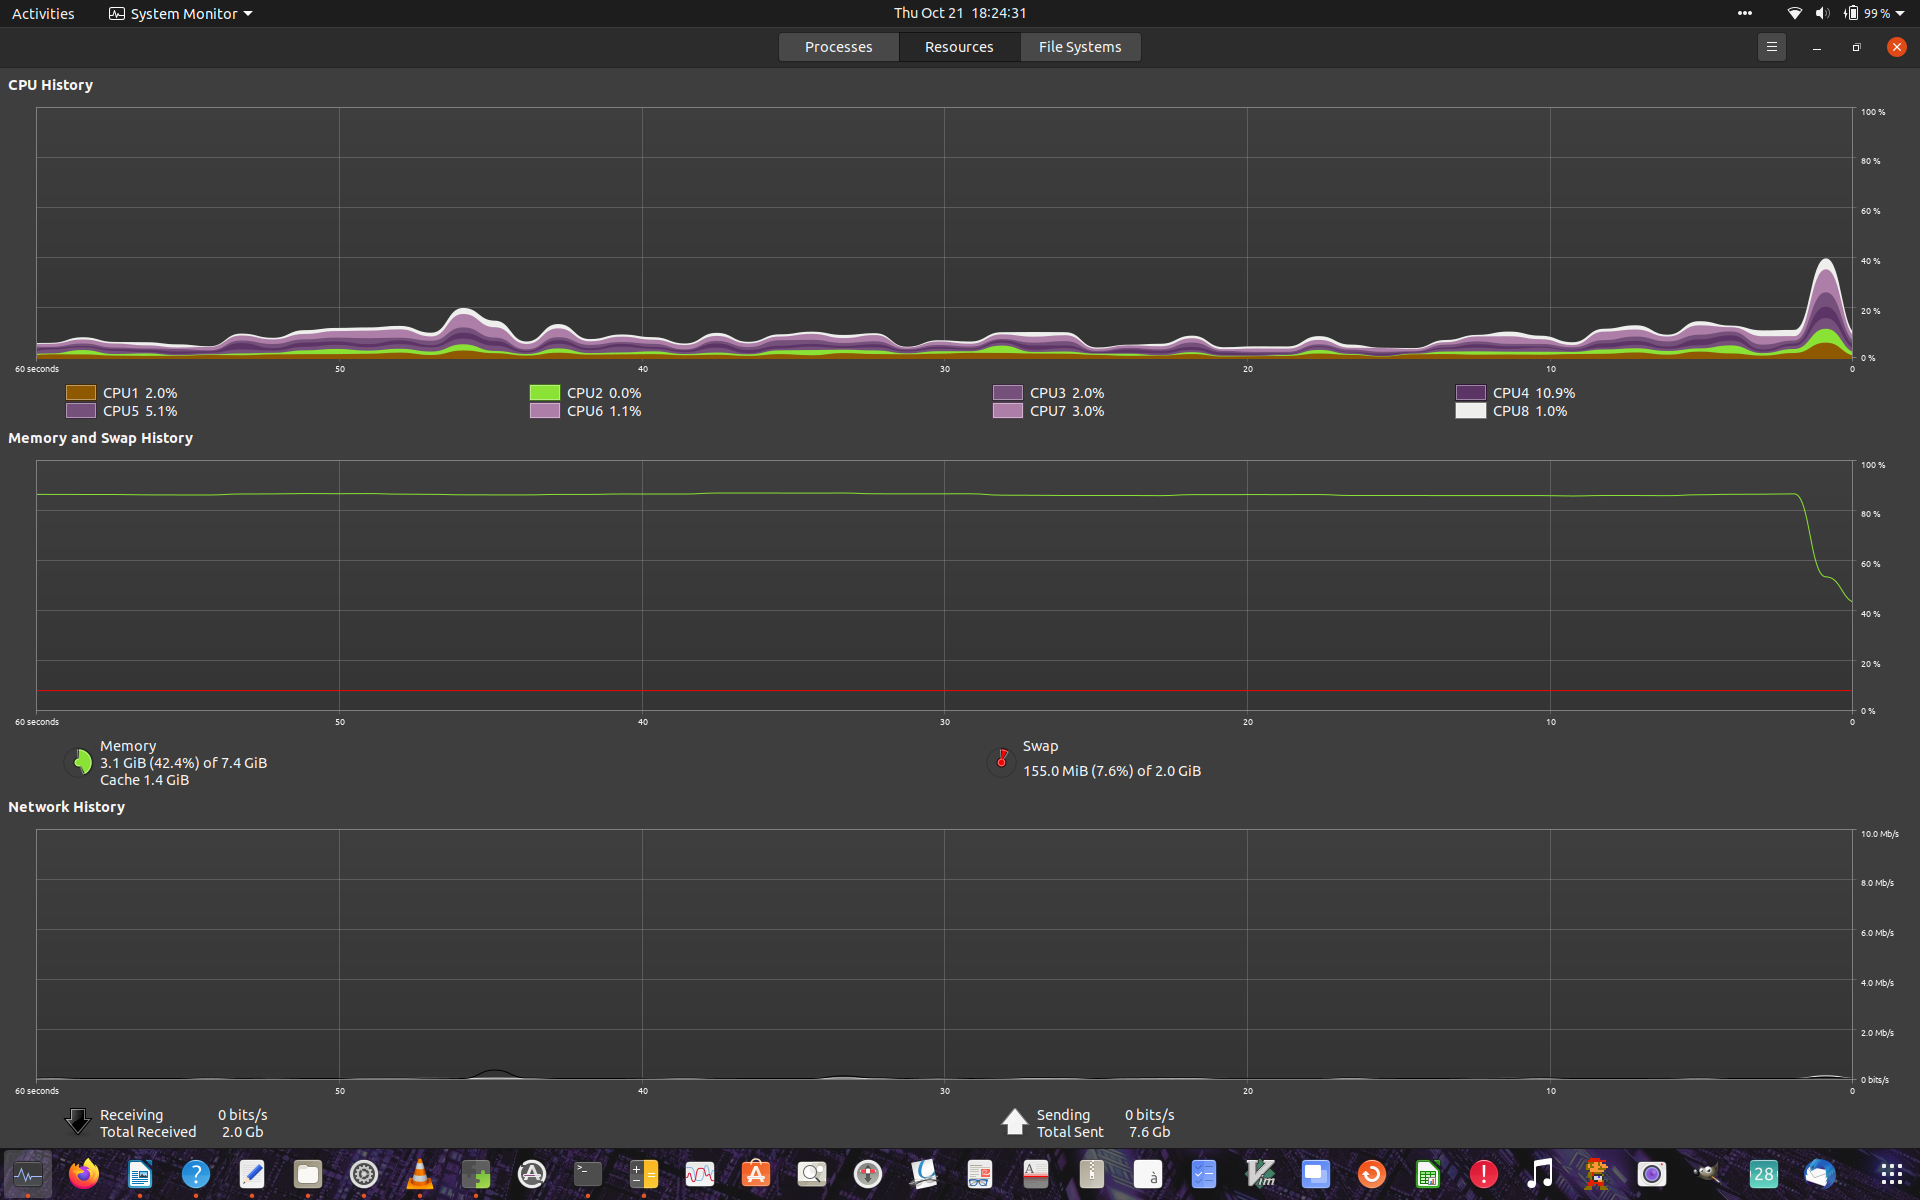 Activities System Monitor Thu Oct 21 18:24:31 99 %
Processes Resources File Systems
CPU History
100 %
80 %
60 %
40 %
20 %
0 %
60 seconds 50 40 30 20 10 0
CPU1 2.0% CPU2 0.0% CPU3 2.0% CPU4 10.9%
CPU5 5.1% CPU6 1.1% CPU7 3.0% CPU8 1.0%
Memory and Swap History
100 %
80 %
60 %
40 %
20 %
0 %
60 seconds 50 40 30 20 10 0
Memory
3.1 GiB (42.4%) of 7.4 GiB
Cache 1.4 GiB
Swap
155.0 MiB (7.6%) of 2.0 GiB
Network History
10.0 Mb/s
8.0 Mb/s
6.0 Mb/s
4.0 Mb/s
2.0 Mb/s
0 bits/s
60 seconds 50 40 30 20 10 0
Receiving 0 bits/s
Total Received 2.0 Gb
Sending 0 bits/s
Total Sent 7.6 Gb
? >_ A à Vim ! 28